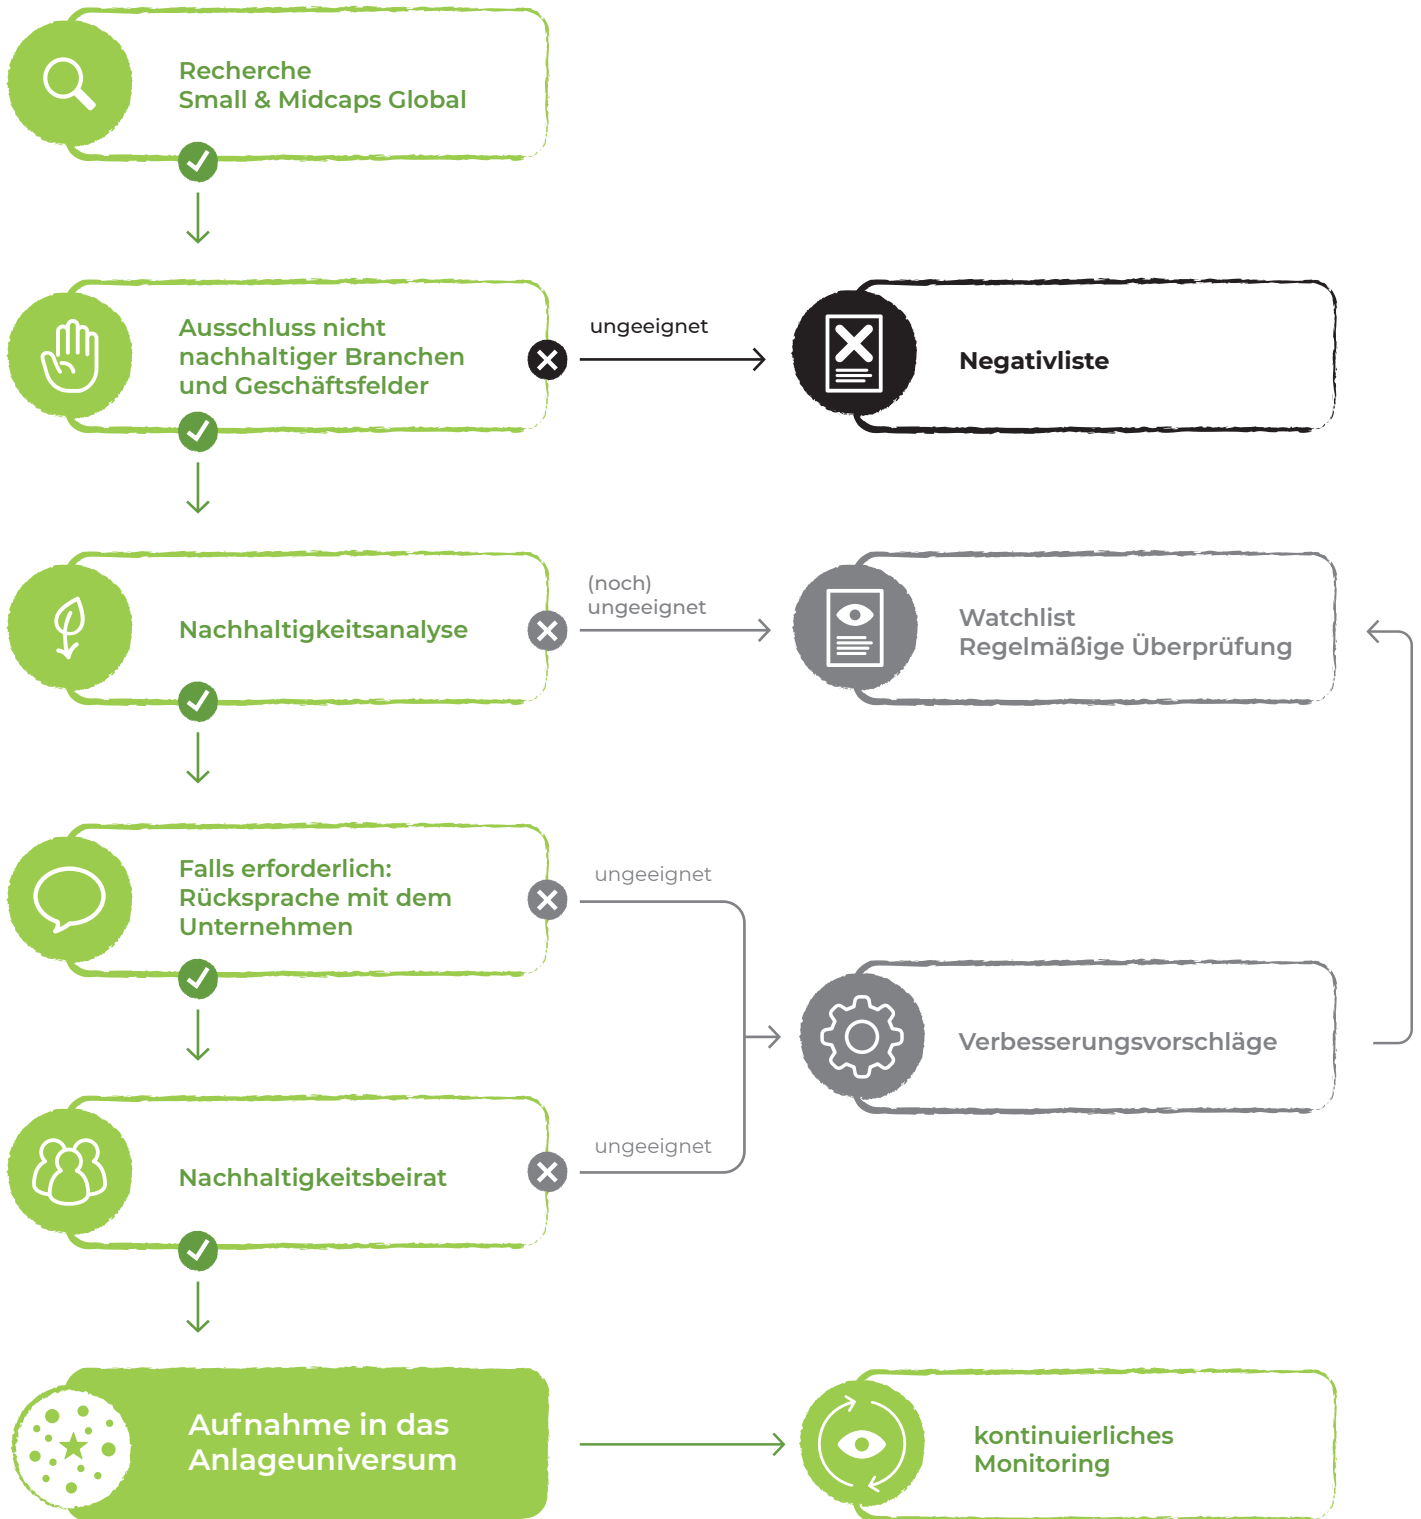 Recherche
Small & Midcaps Global
Ausschluss nicht
nachhaltiger Branchen
und Geschäftsfelder
ungeeignet
Negativliste
Nachhaltigkeitsanalyse
(noch)
ungeeignet
Watchlist
Regelmäßige Überprüfung
Falls erforderlich:
Rücksprache mit dem
Unternehmen
ungeeignet
Verbesserungsvorschläge
Nachhaltigkeitsbeirat
ungeeignet
Aufnahme in das
Anlageuniversum
kontinuierliches
Monitoring